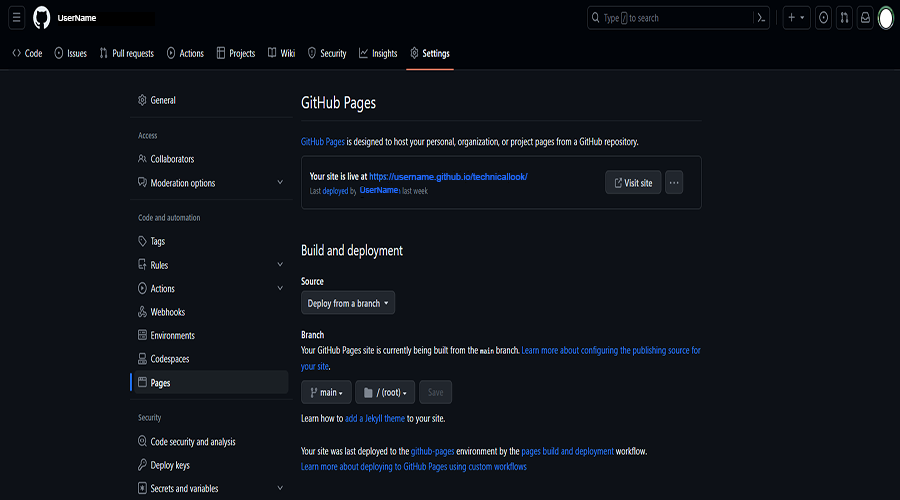 UserName
Type / to search
Code Issues Pull requests Actions Projects Wiki Security Insights Settings
General
Access
Collaborators
Moderation options
Code and automation
Tags
Rules
Actions
Webhooks
Environments
Codespaces
Pages
Security
Code security and analysis
Deploy keys
Secrets and variables
GitHub Pages
GitHub Pages is designed to host your personal, organization, or project pages from a GitHub repository.
Your site is live at https://username.github.io/technicallook/
Last deployed by UserName last week
Visit site
Build and deployment
Source
Deploy from a branch
Branch
Your GitHub Pages site is currently being built from the main branch. Learn more about configuring the publishing source for
your site.
main / (root) Save
Learn how to add a Jekyll theme to your site.
Your site was last deployed to the github-pages environment by the pages build and deployment workflow.
Learn more about deploying to GitHub Pages using custom workflows